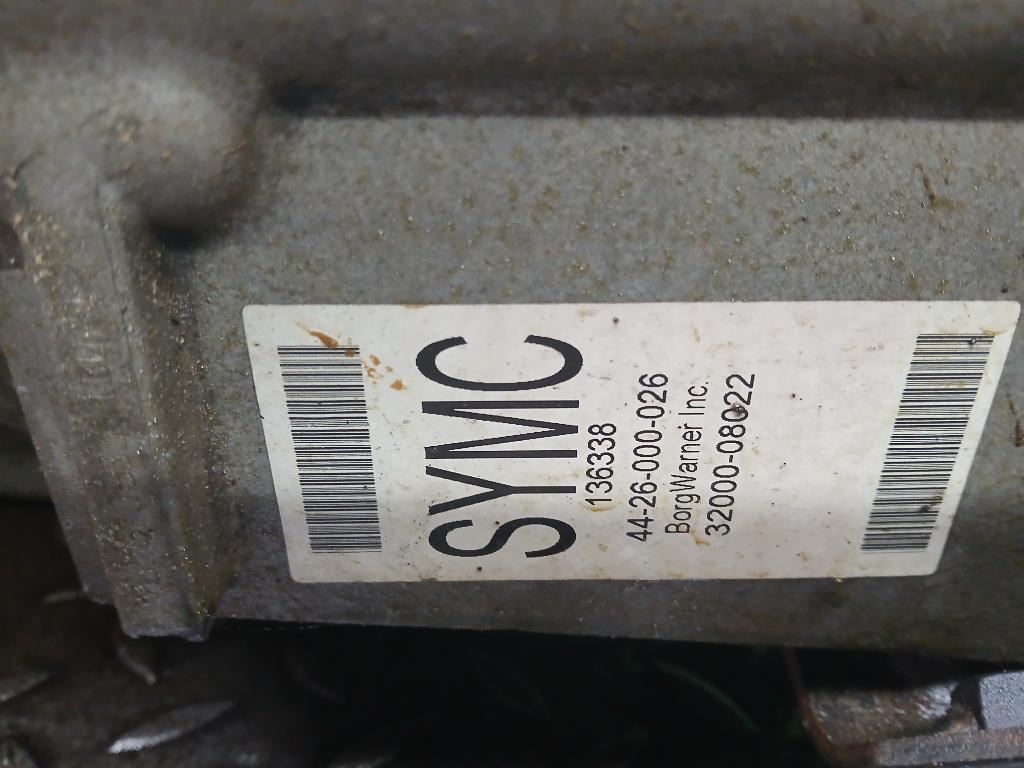 SYMC
136338
44-26-000-026
BorgWarner Inc.
32000-08022